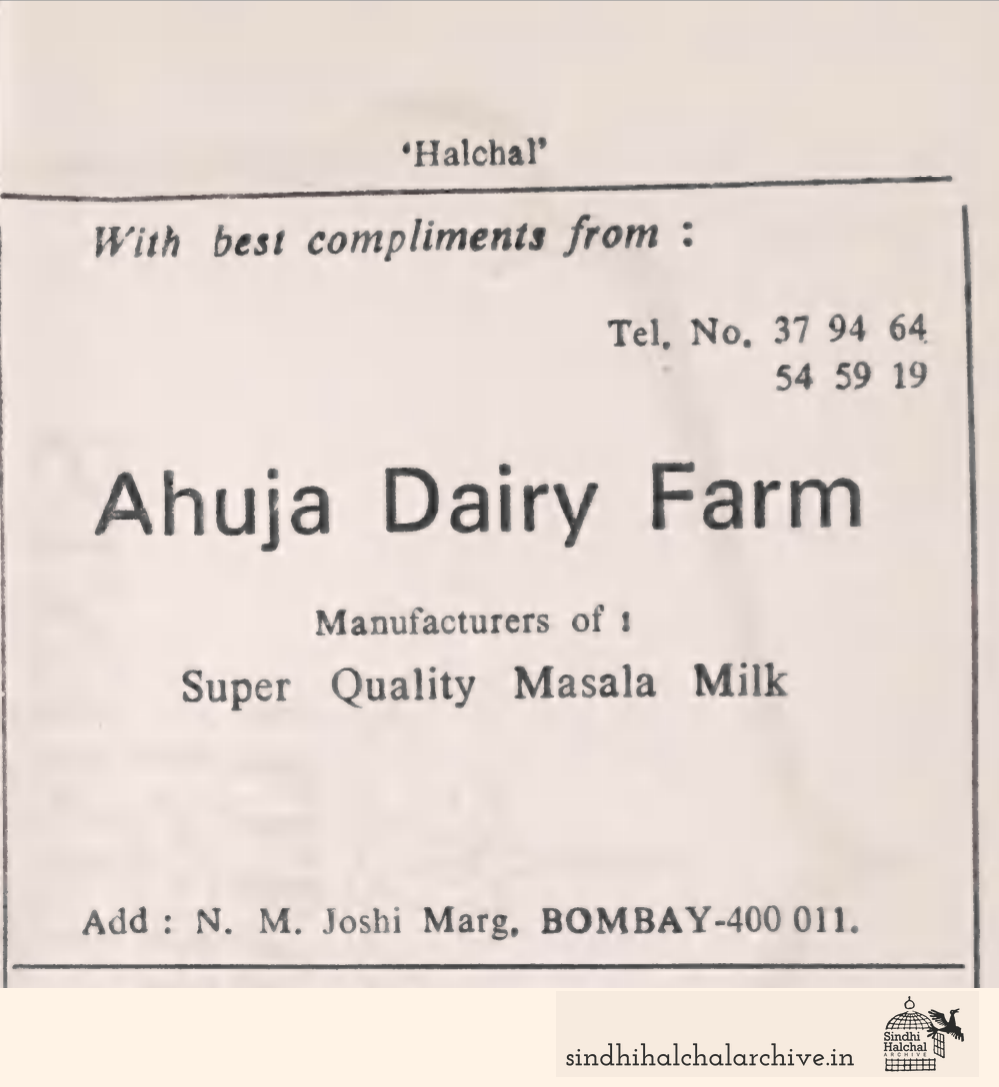 ‘Halchal’
With best compliments from :
Tel. No. 37 94 64
54 59 19
Ahuja Dairy Farm
Manufacturers of :
Super Quality Masala Milk
Add : N. M. Joshi Marg, BOMBAY-400 011.
sindhihalchalarchive.in
Sindhi
Halchal
ARCHIVE